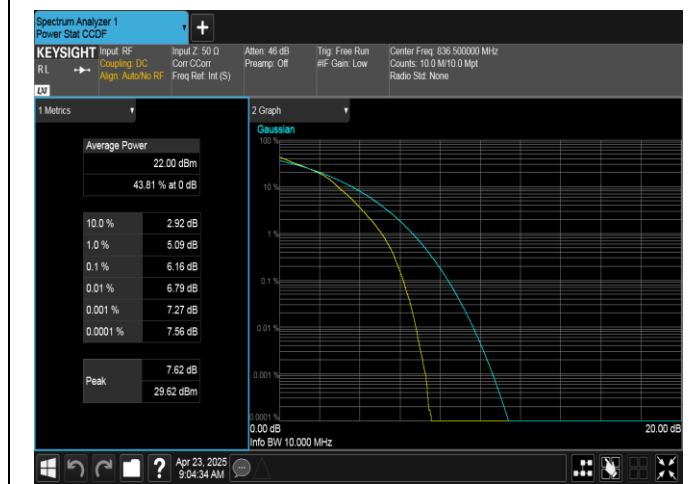 Spectrum Analyzer 1
Power Stat CCDF
+
KEYSIGHT
R L
LXI
Input: RF
Coupling: DC
Align: Auto/No RF
Input Z: 50 Ω
Corr CCorr
Freq Ref: Int (S)
Atten: 46 dB
Preamp: Off
Trig: Free Run
#IF Gain: Low
Center Freq: 836.500000 MHz
Counts: 10.0 M/10.0 Mpt
Radio Std: None
1 Metrics
Average Power
22.00 dBm
43.81 % at 0 dB
10.0 % 2.92 dB
1.0 % 5.09 dB
0.1 % 6.16 dB
0.01 % 6.79 dB
0.001 % 7.27 dB
0.0001 % 7.56 dB
Peak
7.62 dB
29.62 dBm
2 Graph
Gaussian
100 %
10 %
1 %
0.1 %
0.01 %
0.001 %
0.0001 %
0.00 dB 20.00 dB
Info BW 10.000 MHz
?
Apr 23, 2025
9:04:34 AM